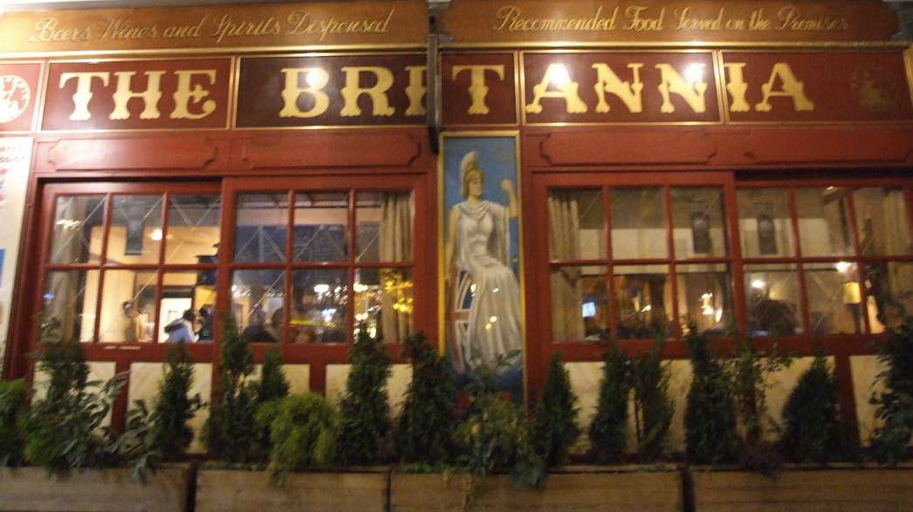 Beers, Wines and Spirits Dispensed
Recommended Food Served on the Premises
THE BRITANNIA